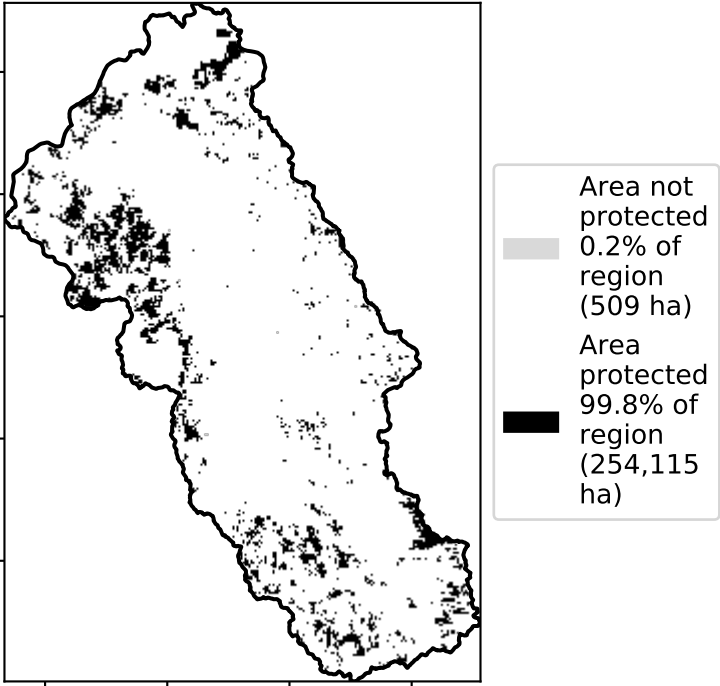 Area not
protected
0.2% of
region
(509 ha)
Area
protected
99.8% of
region
(254,115
ha)